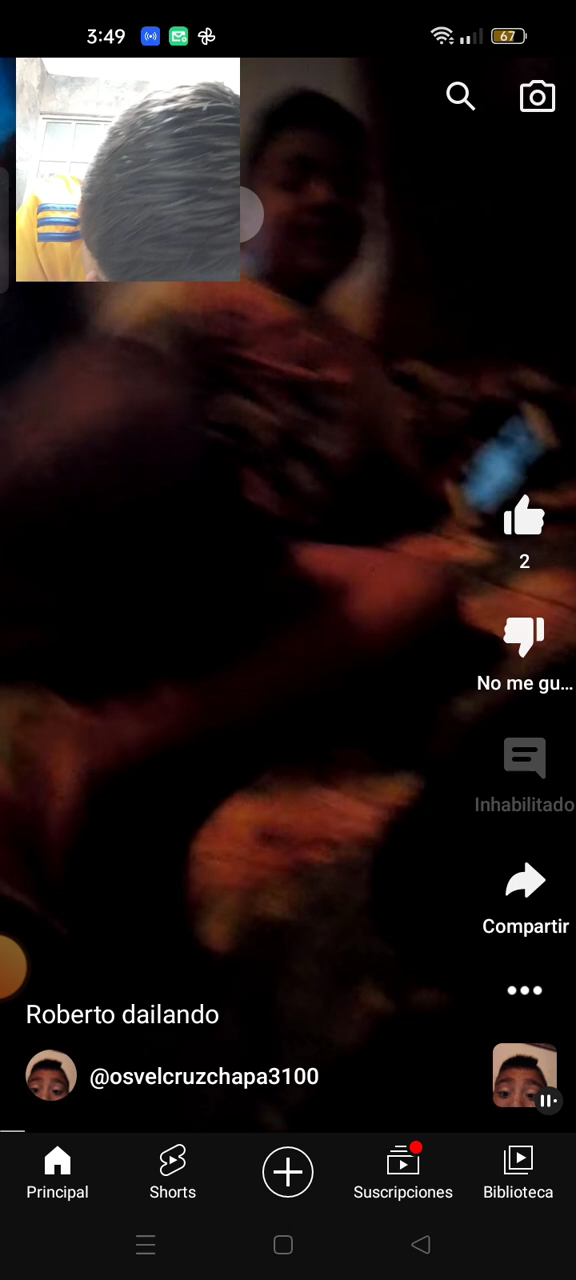 3:49
67
2
No me gu...
Inhabilitado
Compartir
Roberto dailando
@osvelcruzchapa3100
Principal
Shorts
Suscripciones
Biblioteca